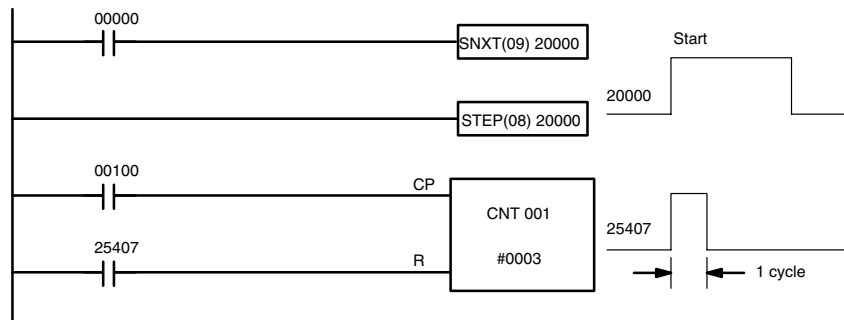 00000
SNXT(09) 20000
Start
20000
STEP(08) 20000
00100
CP
CNT 001
25407
25407
R
#0003
1 cycle